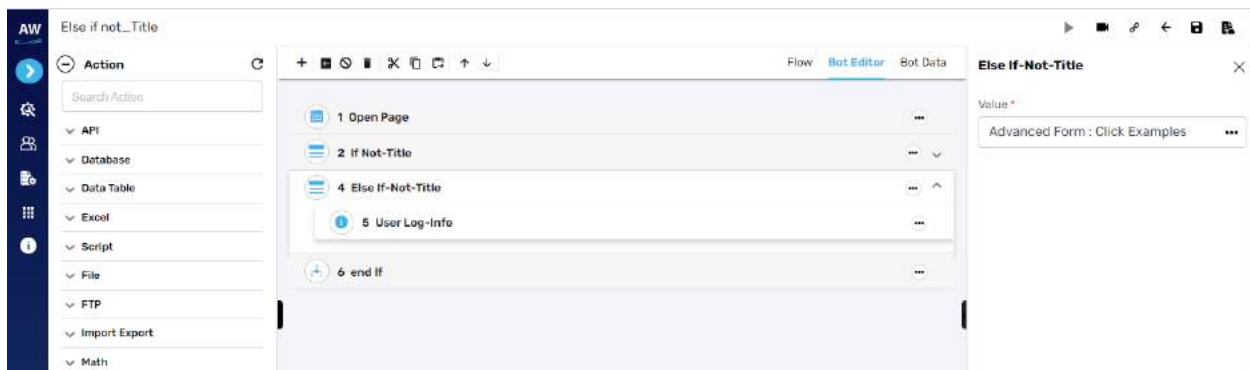 AW
Else if not_Title
Action
Search Action
API
Database
Data Table
Excel
Script
File
FTP
Import Export
Math
Flow Bot Editor Bot Data
1 Open Page
2 If Not-Title
4 Else If-Not-Title
5 User Log-Info
6 end If
Else If-Not-Title
Value *
Advanced Form : Click Examples